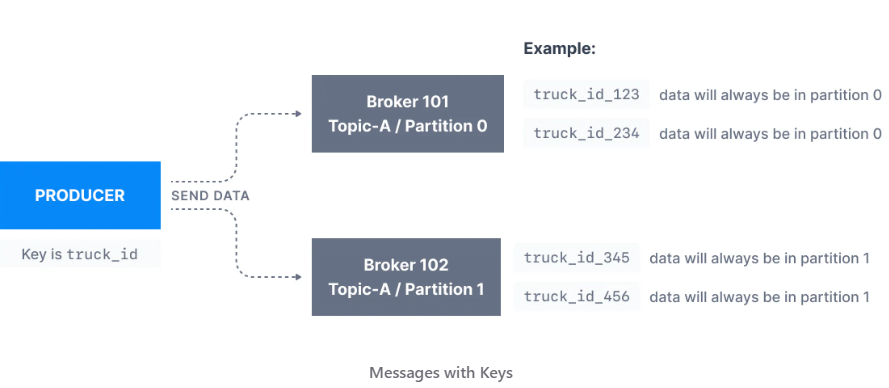 Example:
Broker 101
Topic-A / Partition 0
truck_id_123 data will always be in partition 0
truck_id_234 data will always be in partition 0
PRODUCER
SEND DATA
Key is truck_id
Broker 102
Topic-A / Partition 1
truck_id_345 data will always be in partition 1
truck_id_456 data will always be in partition 1
Messages with Keys